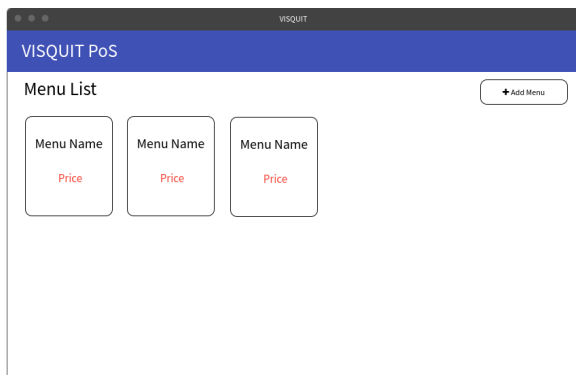 VISQUIT
VISQUIT PoS
Menu List
+ Add Menu
Menu Name
Price
Menu Name
Price
Menu Name
Price